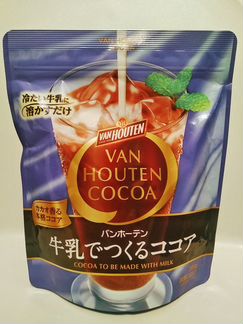 VAN HOUTEN
冷たい牛乳に
溶かすだけ
VAN HOUTEN
VAN
HOUTEN
COCOA
カカオ香る
本格ココア
バンホーテン
牛乳でつくるココア
COCOA TO BE MADE WITH MILK